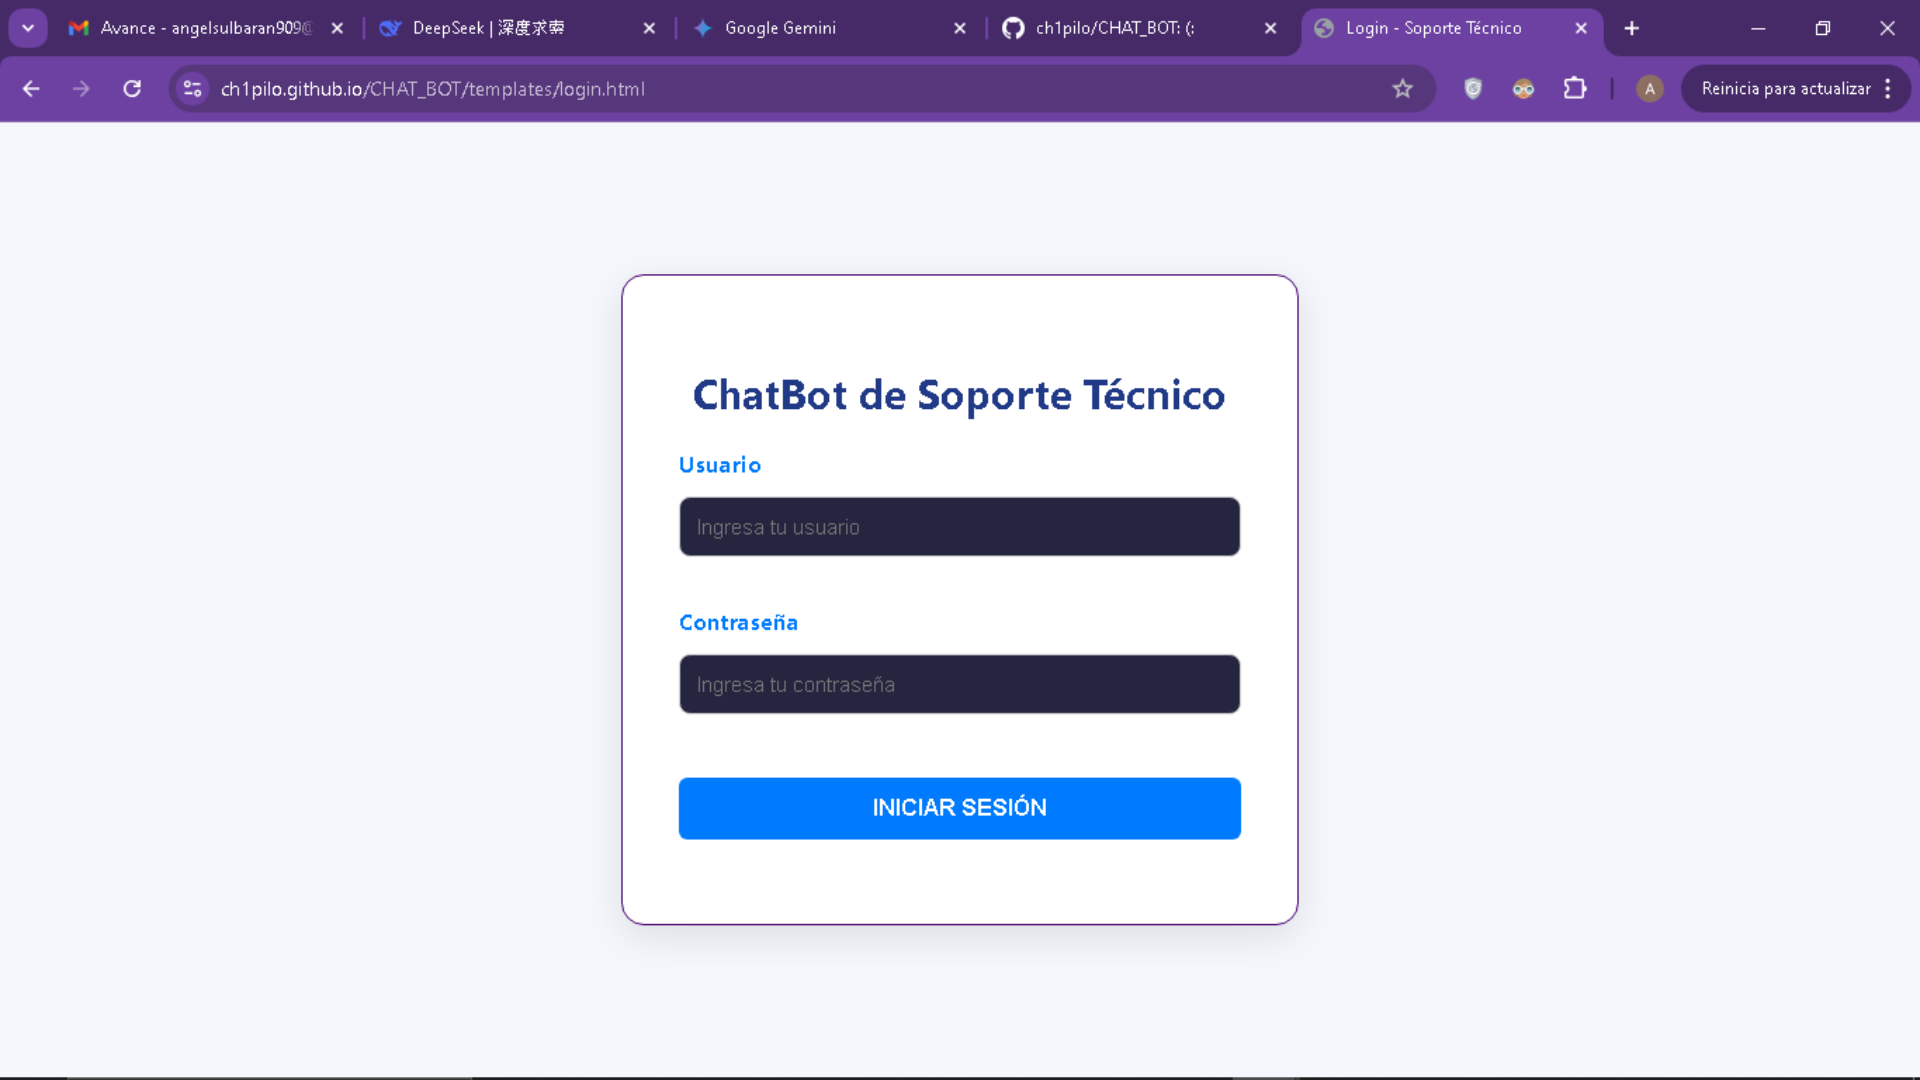 Avance - angelsulbaran909@
DeepSeek | 深度求索
Google Gemini
ch1pilo/CHAT_BOT: (:
Login - Soporte Técnico
ch1pilo.github.io/CHAT_BOT/templates/login.html
A
Reinicia para actualizar
ChatBot de Soporte Técnico
Usuario
Ingresa tu usuario
Contraseña
Ingresa tu contraseña
INICIAR SESIÓN